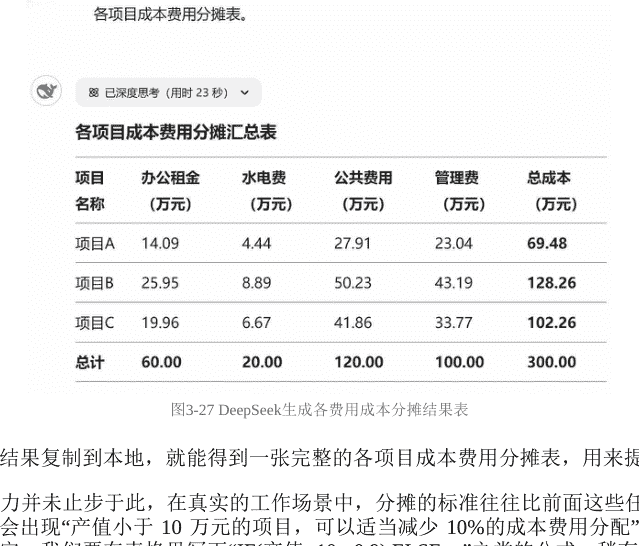 各项目成本费用分摊表。
已深度思考（用时 23 秒）
各项目成本费用分摊汇总表
项目名称 办公租金（万元） 水电费（万元） 公共费用（万元） 管理费（万元） 总成本（万元）
项目A 14.09 4.44 27.91 23.04 69.48
项目B 25.95 8.89 50.23 43.19 128.26
项目C 19.96 6.67 41.86 33.77 102.26
总计 60.00 20.00 120.00 100.00 300.00
图3-27 DeepSeek生成各费用成本分摊结果表
结果复制到本地，就能得到一张完整的各项目成本费用分摊表，用来提
力并未止步于此，在真实的工作场景中，分摊的标准往往比前面这些任
会出现“产值小于 10 万元的项目，可以适当减少 10%的成本费用分配”